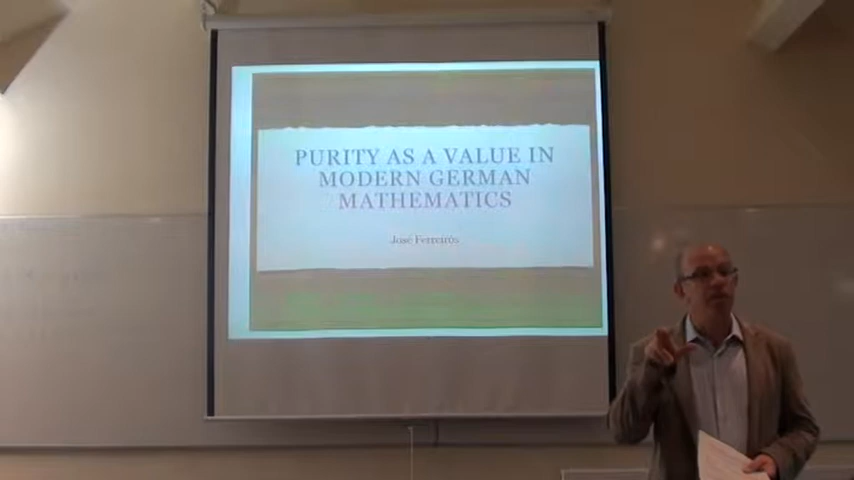 PURITY AS A VALUE IN
MODERN GERMAN
MATHEMATICS
José Ferreirós